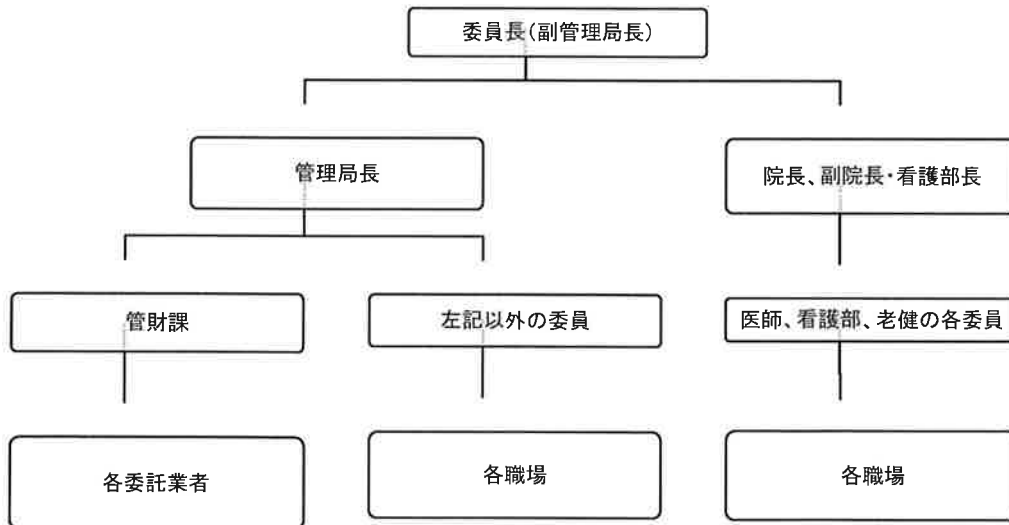 委員長(副管理局長)
管理局長
院長、副院長・看護部長
管財課
左記以外の委員
医師、看護部、老健の各委員
各委託業者
各職場
各職場